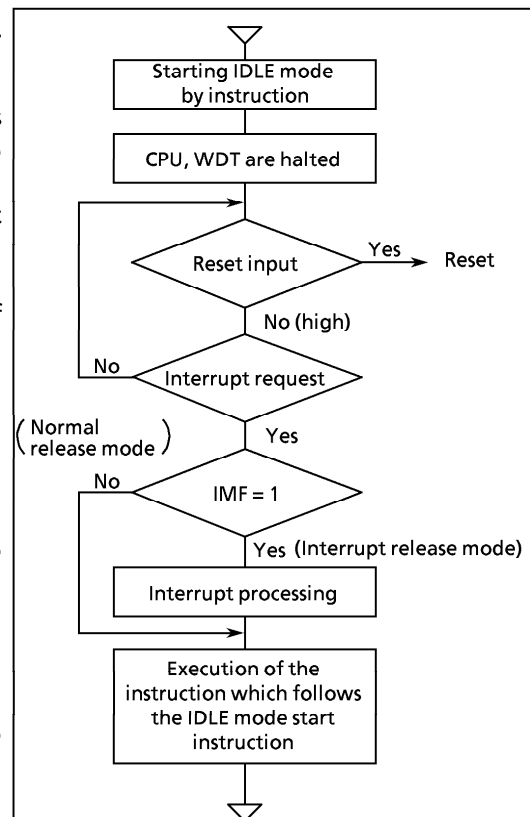 Starting IDLE mode
by instruction
CPU, WDT are halted
Reset input
Yes
Reset
No (high)
No
Interrupt request
(Normal
release mode)
Yes
No
IMF = 1
Yes (Interrupt release mode)
Interrupt processing
Execution of the
instruction which follows
the IDLE mode start
instruction